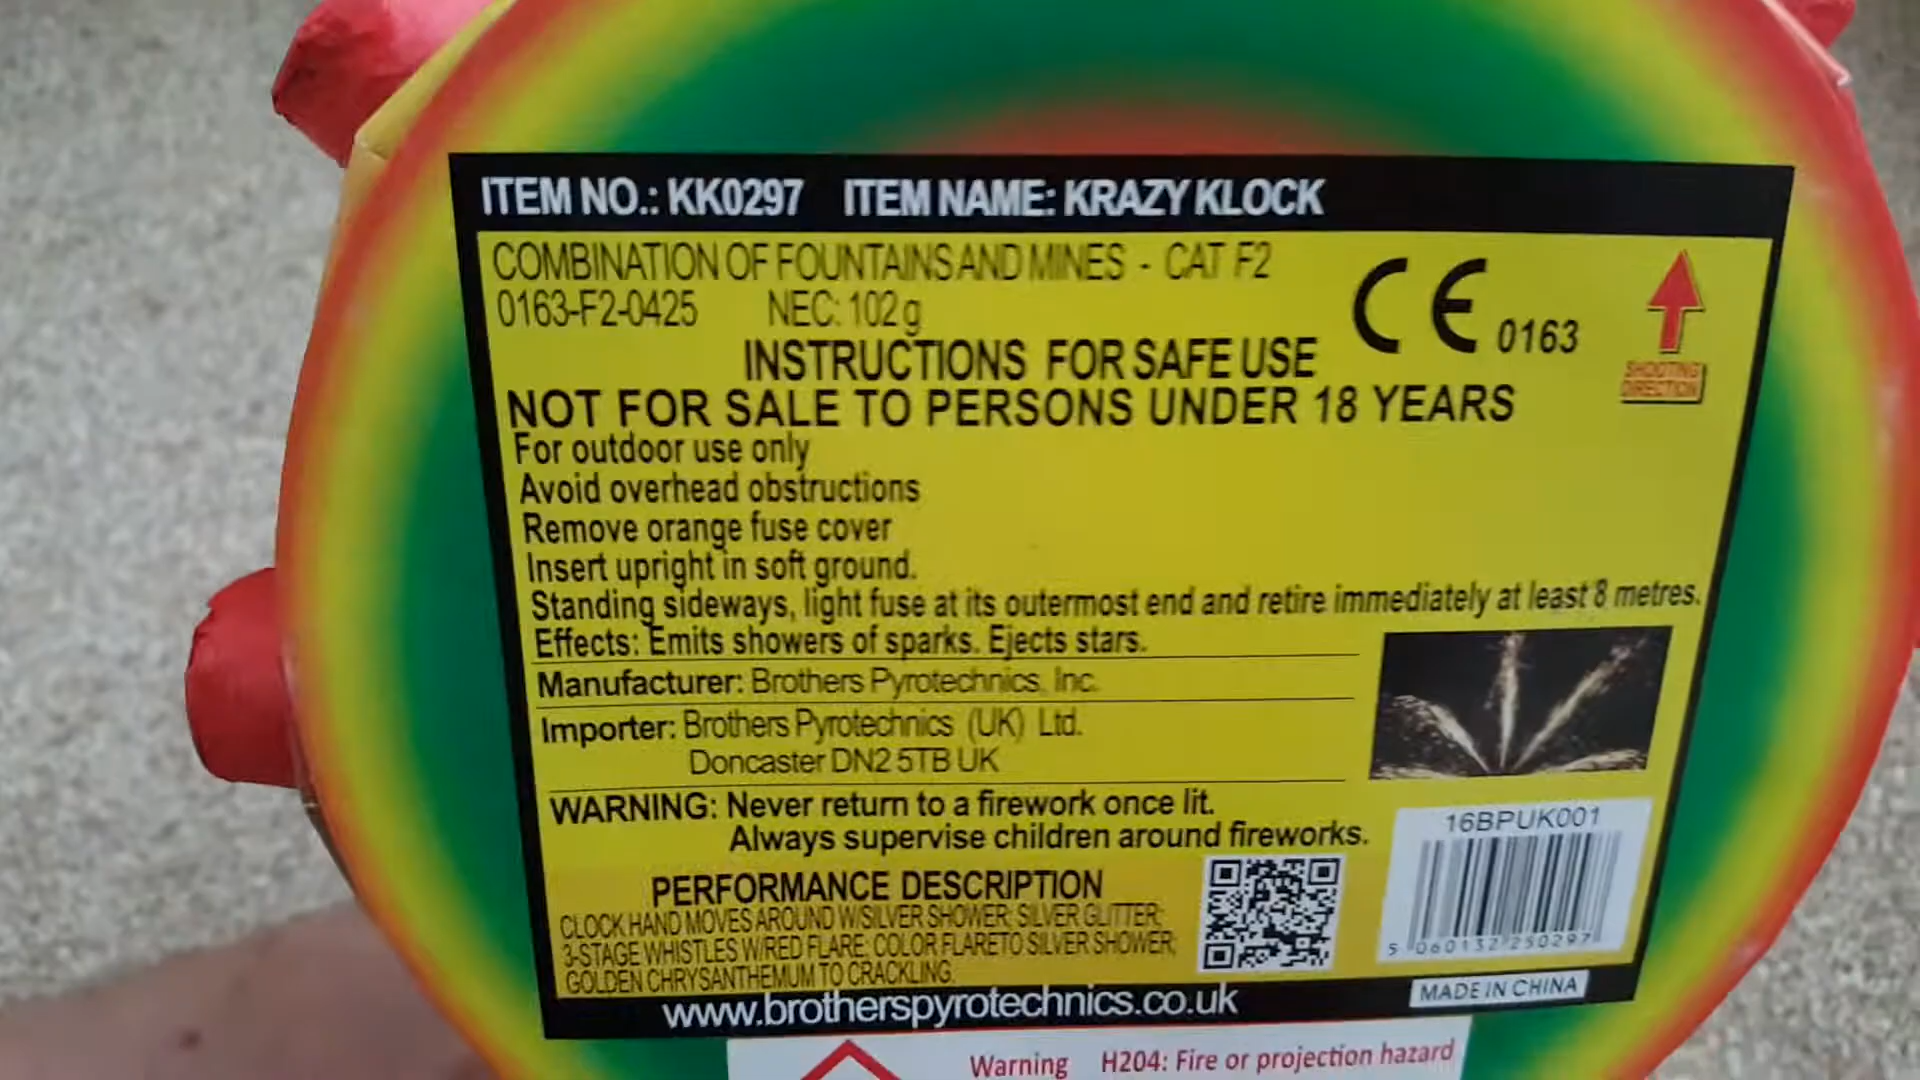 ITEM NO.: KK0297 ITEM NAME: KRAZY KLOCK
COMBINATION OF FOUNTAINS AND MINES - CAT F2
0163-F2-0425 NEC: 102g
CE 0163
SHOOTING
DIRECTION
INSTRUCTIONS FOR SAFE USE
NOT FOR SALE TO PERSONS UNDER 18 YEARS
For outdoor use only
Avoid overhead obstructions
Remove orange fuse cover
Insert upright in soft ground.
Standing sideways, light fuse at its outermost end and retire immediately at least 8 metres.
Effects: Emits showers of sparks. Ejects stars.
Manufacturer: Brothers Pyrotechnics, Inc.
Importer: Brothers Pyrotechnics (UK) Ltd.
Doncaster DN2 5TB UK
WARNING: Never return to a firework once lit.
Always supervise children around fireworks.
PERFORMANCE DESCRIPTION
CLOCK HAND MOVES AROUND W/SILVER SHOWER; SILVER GLITTER;
3-STAGE WHISTLES W/RED FLARE; COLOR FLARE TO SILVER SHOWER;
GOLDEN CHRYSANTHEMUM TO CRACKLING.
16BPUK001
5 060132 250297
MADE IN CHINA
www.brotherspyrotechnics.co.uk
Warning H204: Fire or projection hazard